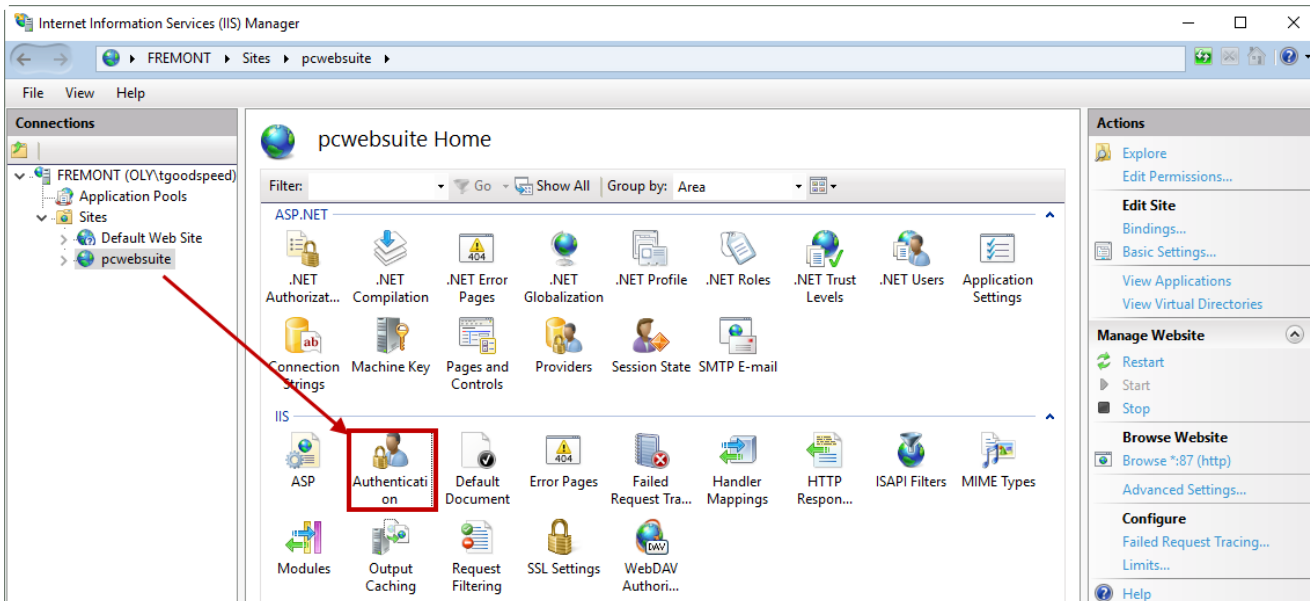 Internet Information Services (IIS) Manager
FREMONT Sites pcwebsuite
File View Help
Connections
FREMONT (OLY\tgoodspeed)
Application Pools
Sites
Default Web Site
pcwebsuite
pcwebsuite Home
Filter: Go Show All Group by: Area
ASP.NET
.NET Authorizat...
.NET Compilation
404
.NET Error Pages
.NET Globalization
.NET Profile
.NET Roles
.NET Trust Levels
.NET Users
Application Settings
ab
Connection Strings
Machine Key
Pages and Controls
Providers
Session State
SMTP E-mail
IIS
ASP
Authenticati
on
Default Document
404
Error Pages
Failed Request Tra...
Handler Mappings
HTTP Respon...
ISAPI Filters
MIME Types
Modules
Output Caching
Request Filtering
SSL Settings
DAV
WebDAV Authori...
Actions
Explore
Edit Permissions...
Edit Site
Bindings...
Basic Settings...
View Applications
View Virtual Directories
Manage Website
Restart
Start
Stop
Browse Website
Browse *:87 (http)
Advanced Settings...
Configure
Failed Request Tracing...
Limits...
Help